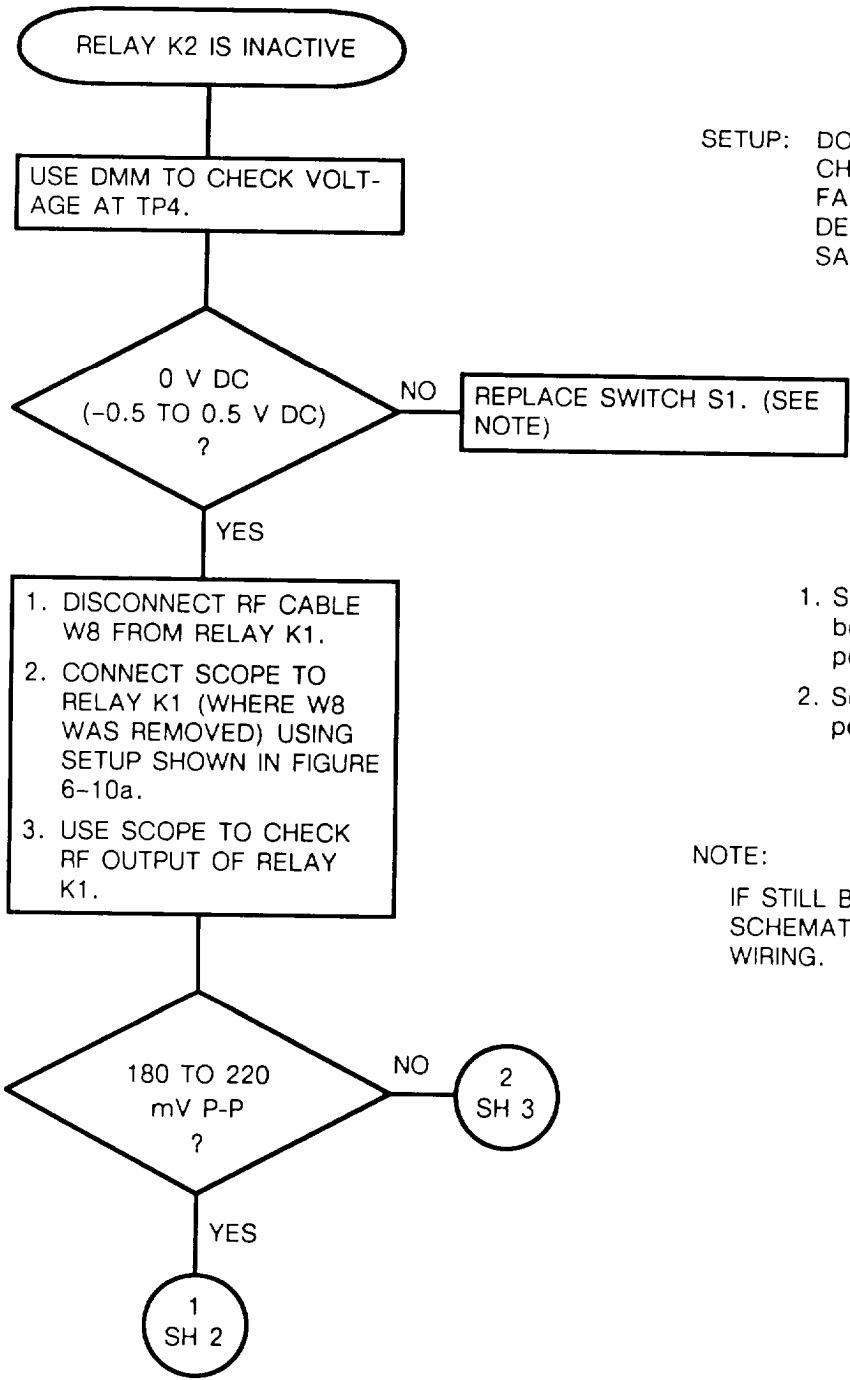 RELAY K2 IS INACTIVE
USE DMM TO CHECK VOLT-
AGE AT TP4.
0 V DC
(-0.5 TO 0.5 V DC)
?
NO
REPLACE SWITCH S1. (SEE
NOTE)
YES
1. DISCONNECT RF CABLE
W8 FROM RELAY K1.
2. CONNECT SCOPE TO
RELAY K1 (WHERE W8
WAS REMOVED) USING
SETUP SHOWN IN FIGURE
6-10a.
3. USE SCOPE TO CHECK
RF OUTPUT OF RELAY
K1.
180 TO 220
mV P-P
?
NO
2
SH 3
YES
1
SH 2
SETUP: DO
CH
FA
DE
SA
1. S
be
pe
2. S
pe
NOTE:
IF STILL B
SCHEMAT
WIRING.